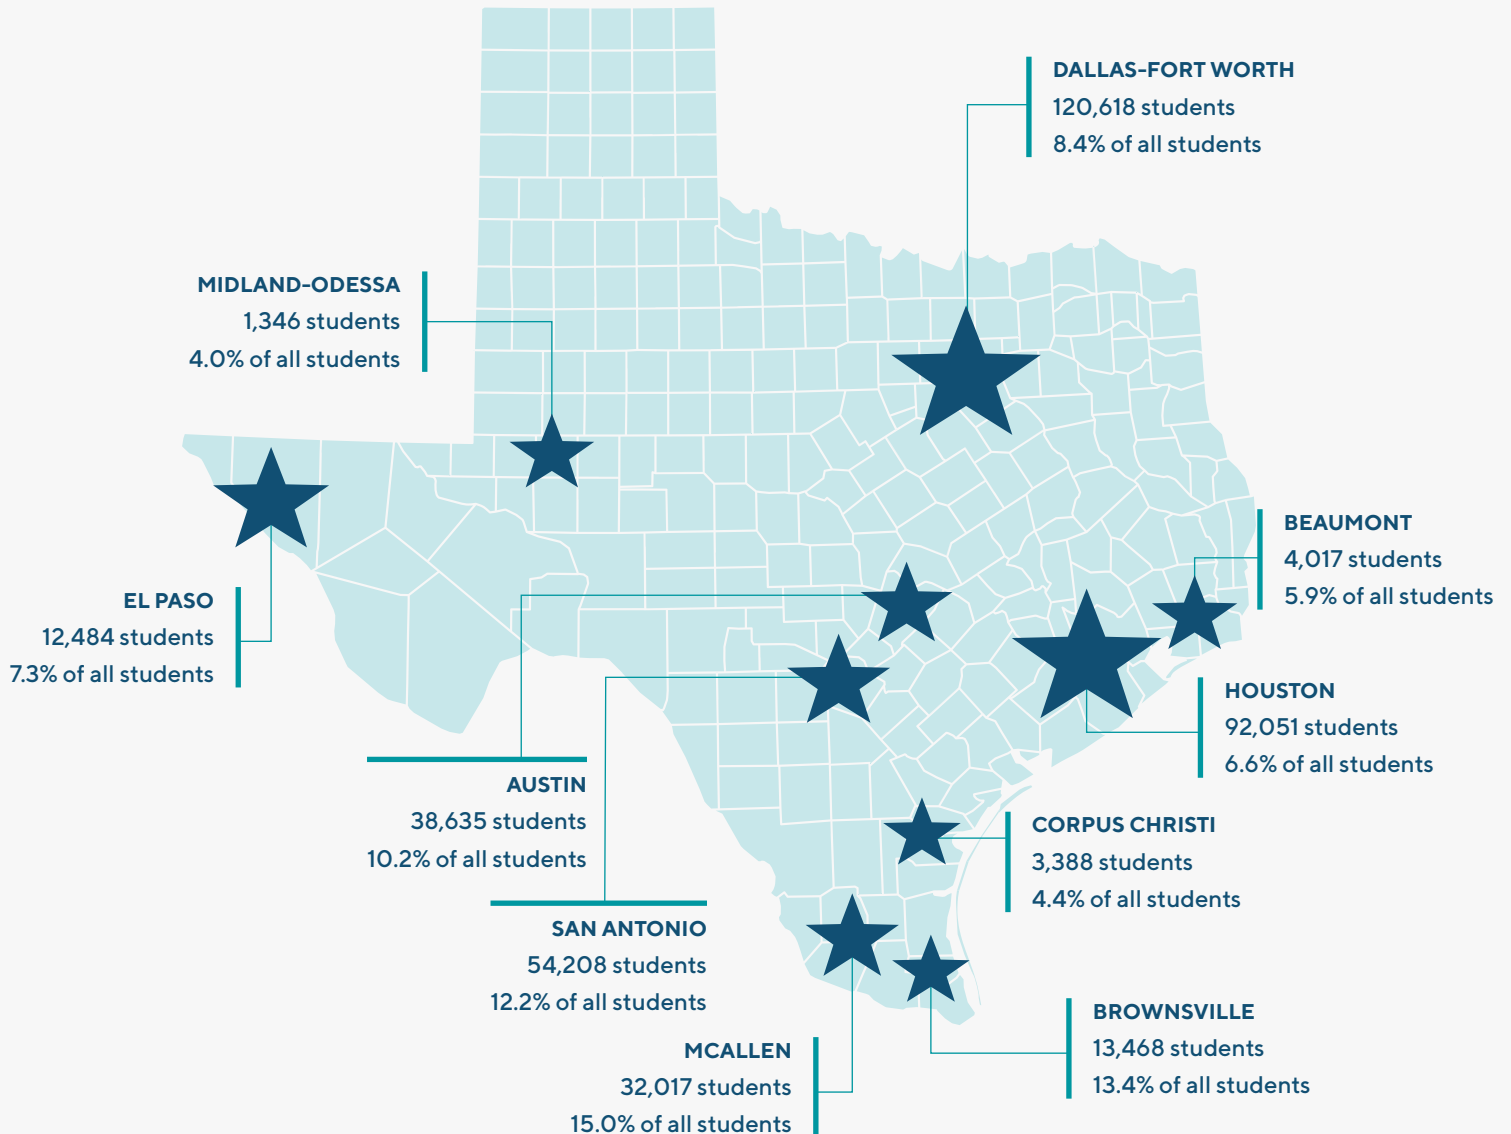 DALLAS-FORT WORTH
120,618 students
8.4% of all students
MIDLAND-ODESSA
1,346 students
4.0% of all students
BEAUMONT
4,017 students
5.9% of all students
EL PASO
12,484 students
7.3% of all students
HOUSTON
92,051 students
6.6% of all students
AUSTIN
38,635 students
10.2% of all students
CORPUS CHRISTI
3,388 students
4.4% of all students
SAN ANTONIO
54,208 students
12.2% of all students
BROWNSVILLE
13,468 students
13.4% of all students
MCALLEN
32,017 students
15.0% of all students